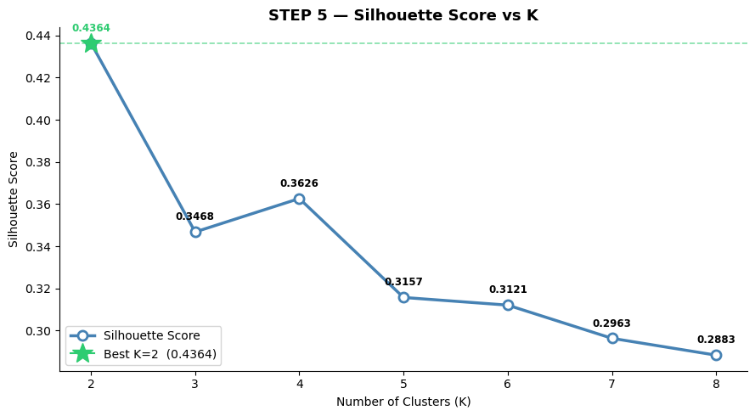 STEP 5 — Silhouette Score vs K
0.4364
0.44
0.42
0.40
0.38
0.36
0.34
0.32
0.30
Silhouette Score
0.3468
0.3626
0.3157
0.3121
0.2963
0.2883
Silhouette Score
Best K=2  (0.4364)
2 3 4 5 6 7 8
Number of Clusters (K)